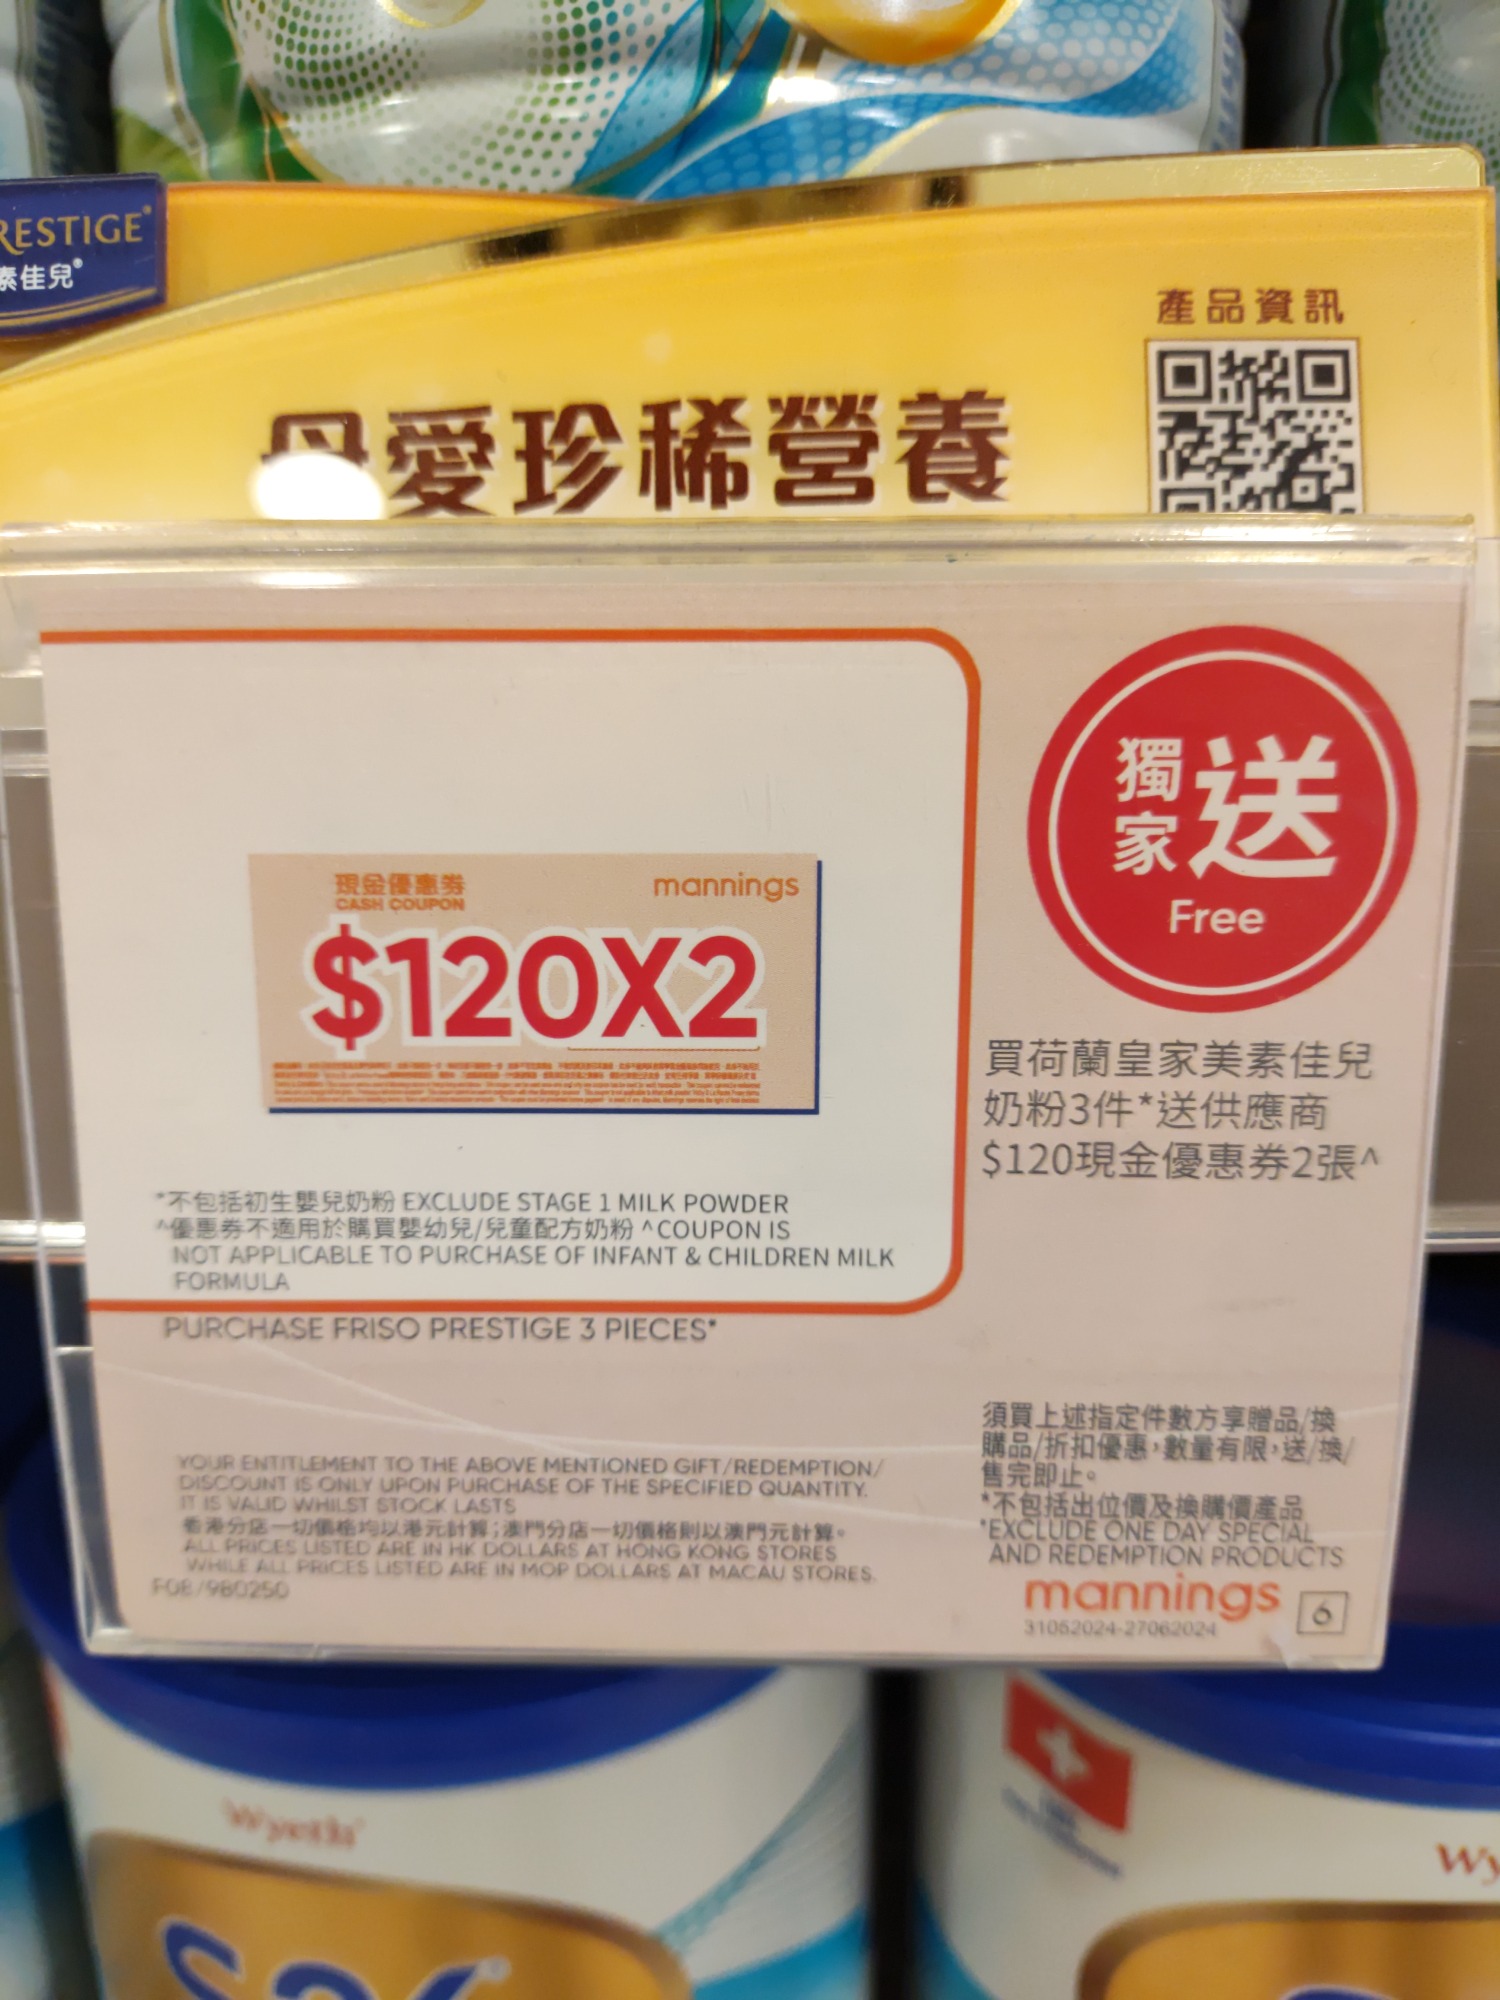 RESTIGE®
素佳兒®
產品資訊
母愛珍稀營養
現金優惠券
CASH COUPON
mannings
$120X2
獨家送
Free
買荷蘭皇家美素佳兒
奶粉3件*送供應商
$120現金優惠券2張^
*不包括初生嬰兒奶粉 EXCLUDE STAGE 1 MILK POWDER
^優惠券不適用於購買嬰幼兒/兒童配方奶粉 ^COUPON IS
NOT APPLICABLE TO PURCHASE OF INFANT & CHILDREN MILK
FORMULA
PURCHASE FRISO PRESTIGE 3 PIECES*
YOUR ENTITLEMENT TO THE ABOVE MENTIONED GIFT/REDEMPTION/
DISCOUNT IS ONLY UPON PURCHASE OF THE SPECIFIED QUANTITY.
IT IS VALID WHILST STOCK LASTS
香港分店一切價格均以港元計算;澳門分店一切價格則以澳門元計算。
ALL PRICES LISTED ARE IN HK DOLLARS AT HONG KONG STORES
WHILE ALL PRICES LISTED ARE IN MOP DOLLARS AT MACAU STORES.
F08/980250
須買上述指定件數方享贈品/換
購品/折扣優惠,數量有限,送/換/
售完即止。
*不包括出位價及換購價產品
*EXCLUDE ONE DAY SPECIAL
AND REDEMPTION PRODUCTS
mannings 6
31052024-27062024
Wyeth
Wy
S26